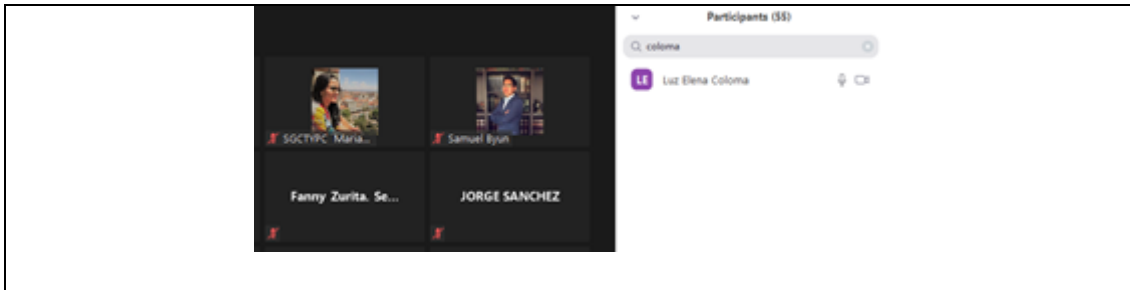 Participants (55)
coloma
LE Luz Elena Coloma
SGCTYPC Maria...
Samuel Byun
Fanny Zurita. Se...
JORGE SANCHEZ